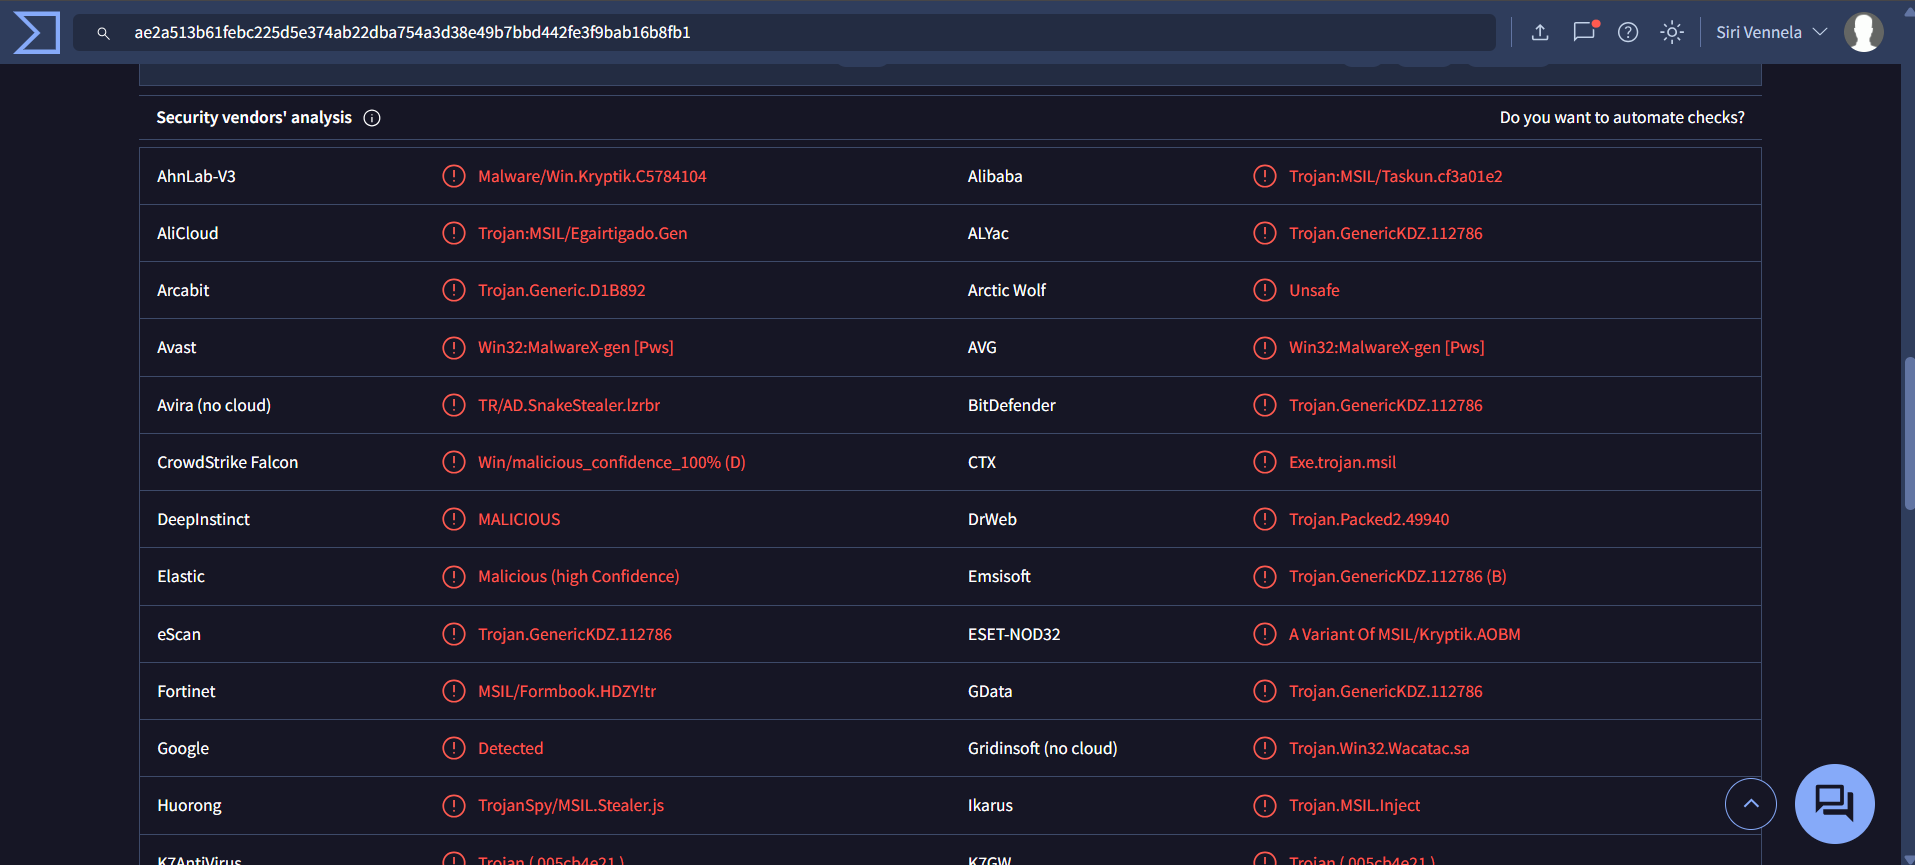 ae2a513b61febc225d5e374ab22dba754a3d38e49b7bbd442fe3f9bab16b8fb1
Siri Vennela
Security vendors' analysis
Do you want to automate checks?
AhnLab-V3 Malware/Win.Kryptik.C5784104 Alibaba Trojan:MSIL/Taskun.cf3a01e2
AliCloud Trojan:MSIL/Egairtigado.Gen ALYac Trojan.GenericKDZ.112786
Arcabit Trojan.Generic.D1B892 Arctic Wolf Unsafe
Avast Win32:MalwareX-gen [Pws] AVG Win32:MalwareX-gen [Pws]
Avira (no cloud) TR/AD.SnakeStealer.lzrbr BitDefender Trojan.GenericKDZ.112786
CrowdStrike Falcon Win/malicious_confidence_100% (D) CTX Exe.trojan.msil
DeepInstinct MALICIOUS DrWeb Trojan.Packed2.49940
Elastic Malicious (high Confidence) Emsisoft Trojan.GenericKDZ.112786 (B)
eScan Trojan.GenericKDZ.112786 ESET-NOD32 A Variant Of MSIL/Kryptik.AOBM
Fortinet MSIL/Formbook.HDZY!tr GData Trojan.GenericKDZ.112786
Google Detected Gridinsoft (no cloud) Trojan.Win32.Wacatac.sa
Huorong TrojanSpy/MSIL.Stealer.js Ikarus Trojan.MSIL.Inject
K7AntiVirus Trojan ( 005cb4e21 ) K7GW Trojan ( 005cb4e21 )